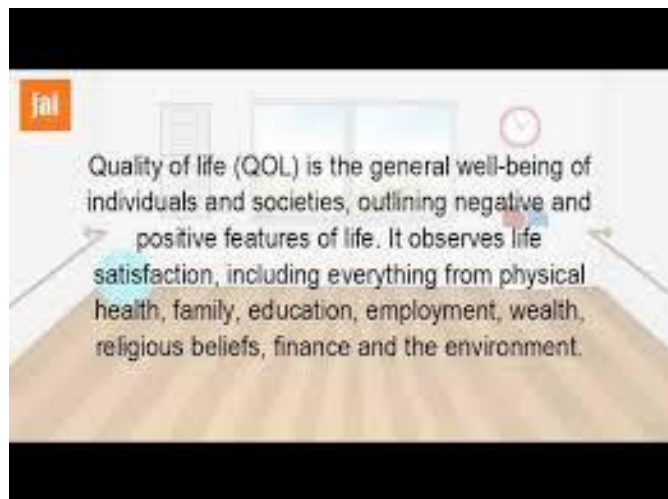 jal
Quality of life (QOL) is the general well-being of
individuals and societies, outlining negative and
positive features of life. It observes life
satisfaction, including everything from physical
health, family, education, employment, wealth,
religious beliefs, finance and the environment.